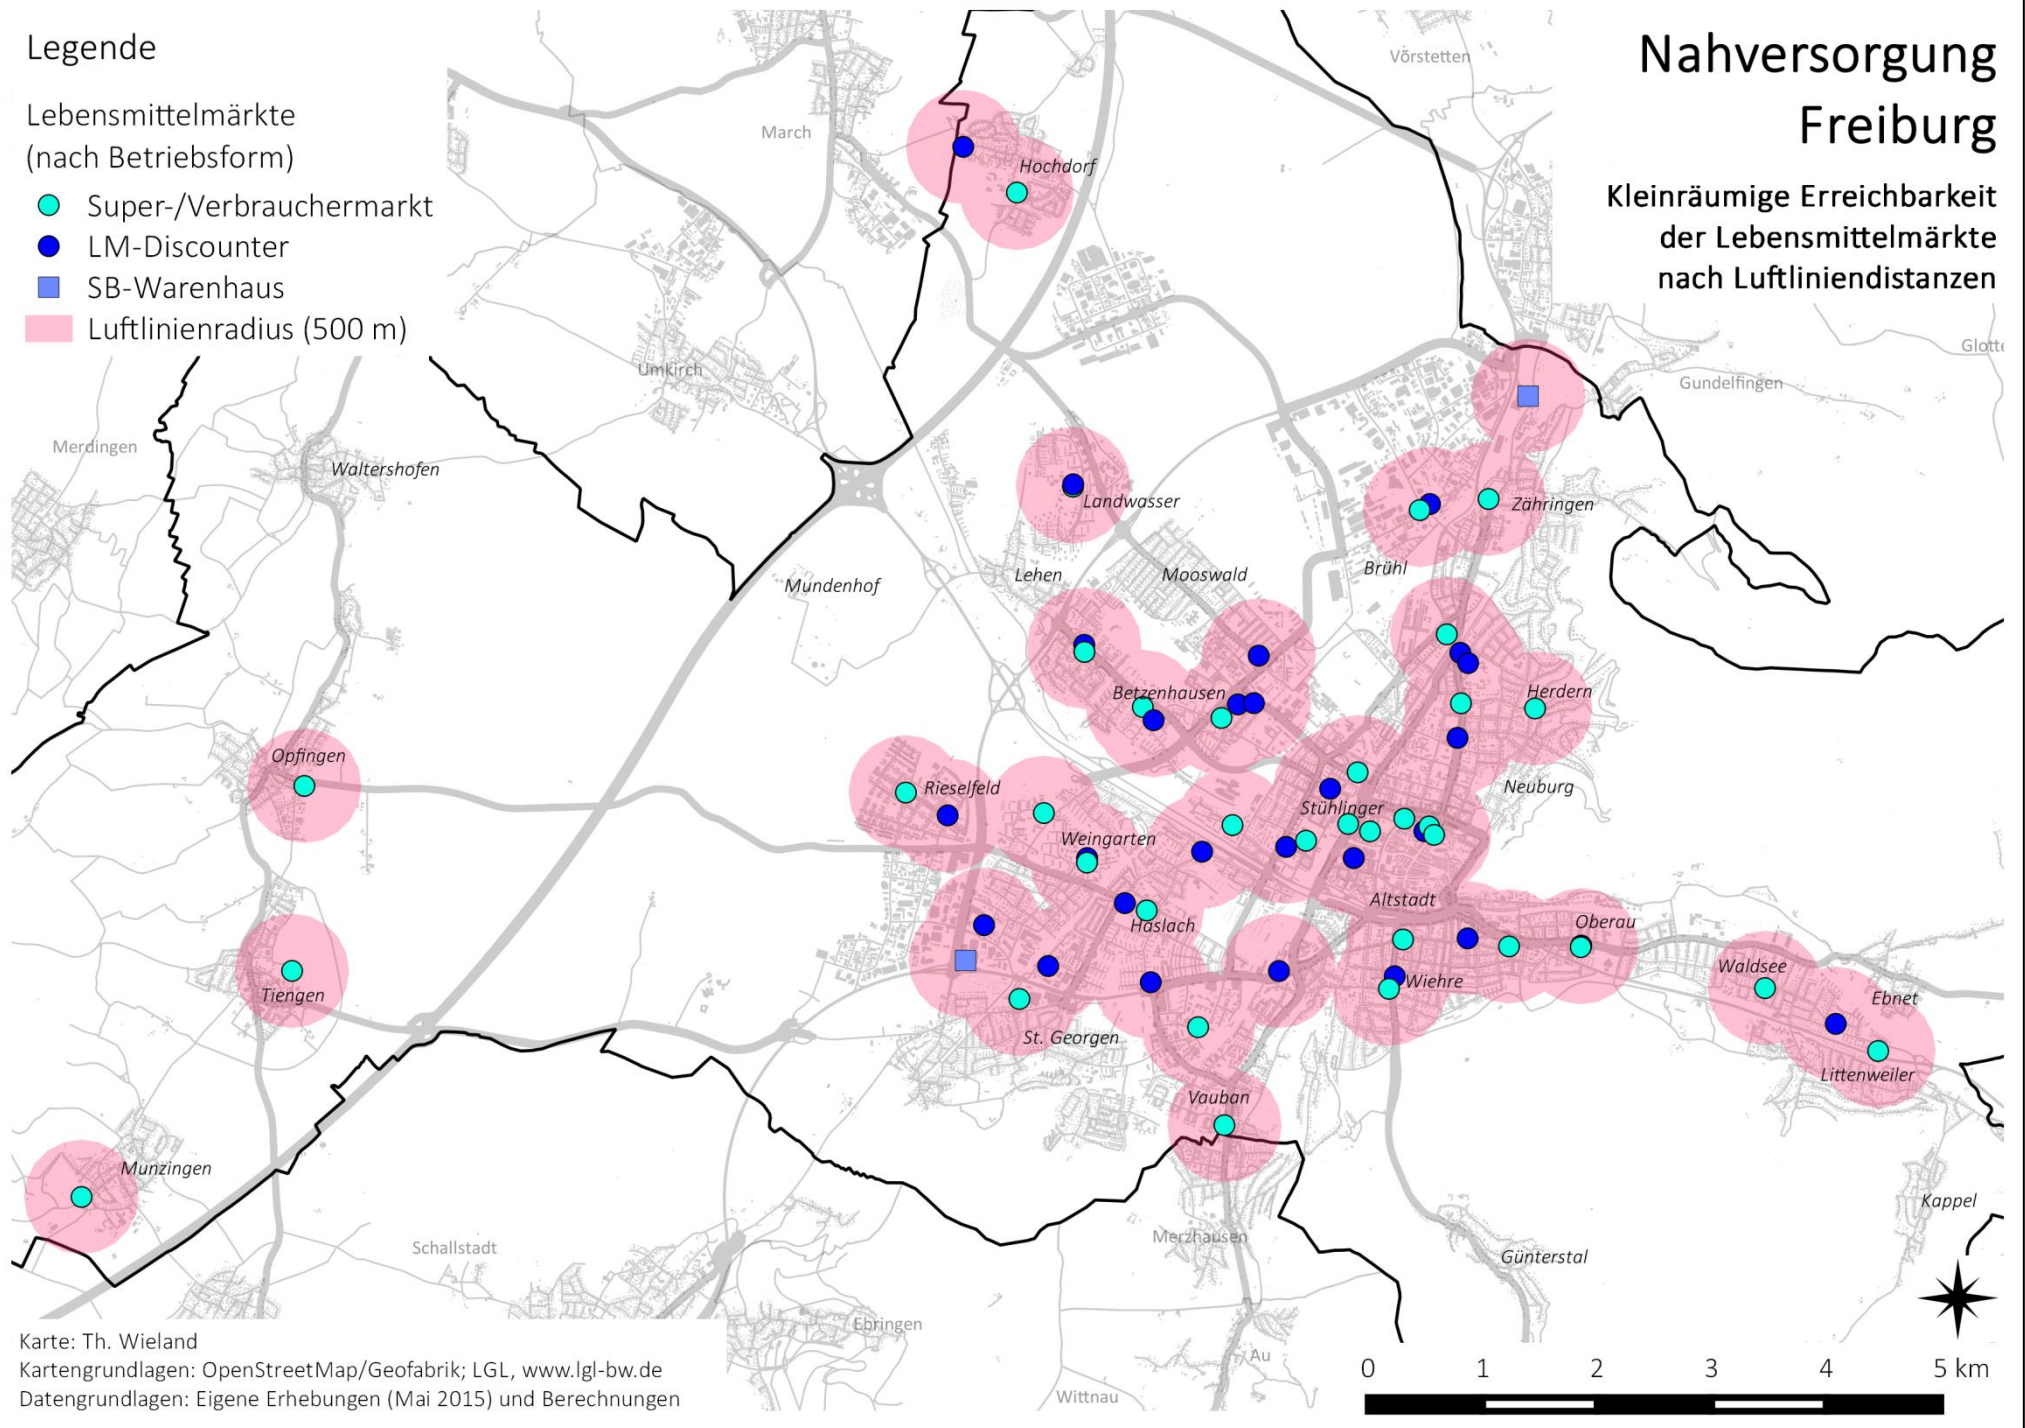 Legende
Lebensmittelmärkte
(nach Betriebsform)
Super-/Verbrauchermarkt
LM-Discounter
SB-Warenhaus
Luftlinienradius (500 m)
Nahversorgung
Freiburg
Kleinräumige Erreichbarkeit
der Lebensmittelmärkte
nach Luftliniendistanzen
Vörstetten
March
Hochdorf
Glotte
Umkirch
Gundelfingen
Merdingen
Waltershofen
Landwasser
Zähringen
Lehen
Mooswald
Brühl
Mundenhof
Betzenhausen
Herdern
Opfingen
Rieselfeld
Neuburg
Stühlinger
Weingarten
Altstadt
Haslach
Oberau
Waldsee
Wiehre
Tiengen
Ebnet
St. Georgen
Littenweiler
Vauban
Munzingen
Kappel
Merzhausen
Schallstadt
Günterstal
Ebringen
Au
Wittnau
Karte: Th. Wieland
Kartengrundlagen: OpenStreetMap/Geofabrik; LGL, www.lgl-bw.de
Datengrundlagen: Eigene Erhebungen (Mai 2015) und Berechnungen
0 1 2 3 4 5 km